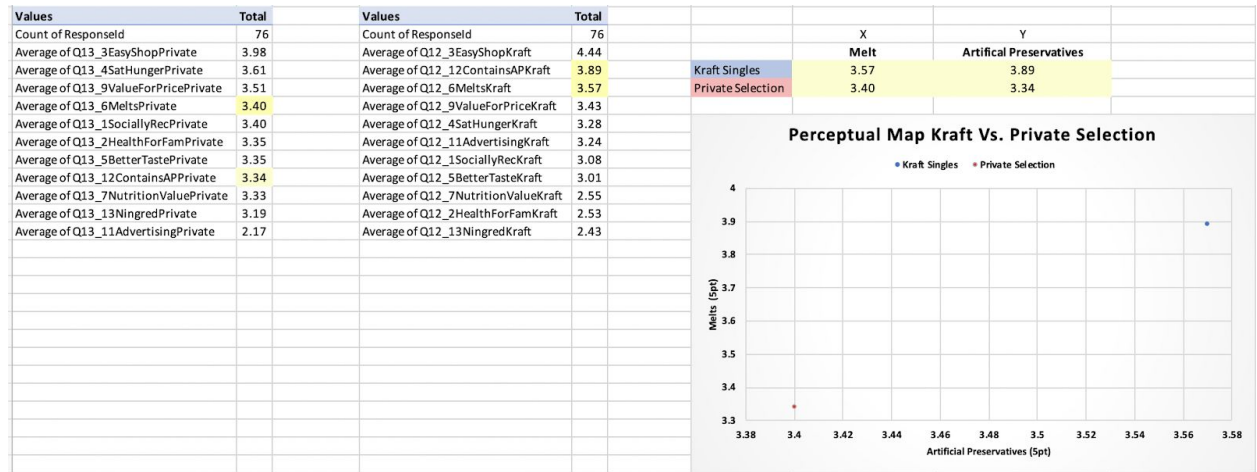 Values Total
Count of ResponseId 76
Average of Q13_3EasyShopPrivate 3.98
Average of Q13_4SatHungerPrivate 3.61
Average of Q13_9ValueForPricePrivate 3.51
Average of Q13_6MeltsPrivate 3.40
Average of Q13_1SociallyRecPrivate 3.40
Average of Q13_2HealthForFamPrivate 3.35
Average of Q13_5BetterTastePrivate 3.35
Average of Q13_12ContainsAPPrivate 3.34
Average of Q13_7NutritionValuePrivate 3.33
Average of Q13_13NingredPrivate 3.19
Average of Q13_11AdvertisingPrivate 2.17
Values Total
Count of ResponseId 76
Average of Q12_3EasyShopKraft 4.44
Average of Q12_12ContainsAPKraft 3.89
Average of Q12_6MeltsKraft 3.57
Average of Q12_9ValueForPriceKraft 3.43
Average of Q12_4SatHungerKraft 3.28
Average of Q12_11AdvertisingKraft 3.24
Average of Q12_1SociallyRecKraft 3.08
Average of Q12_5BetterTasteKraft 3.01
Average of Q12_7NutritionValueKraft 2.55
Average of Q12_2HealthForFamKraft 2.53
Average of Q12_13NingredKraft 2.43
X Y
Melt Artifical Preservatives
Kraft Singles 3.57 3.89
Private Selection 3.40 3.34
Perceptual Map Kraft Vs. Private Selection
Kraft Singles Private Selection
4
3.9
3.8
3.7
3.6
3.5
3.4
3.3
Melts (5pt)
3.38 3.4 3.42 3.44 3.46 3.48 3.5 3.52 3.54 3.56 3.58
Artificial Preservatives (5pt)